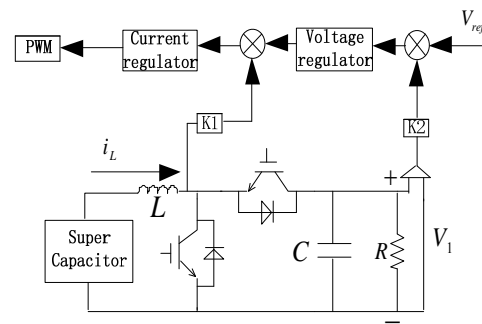 V_ref
PWM
Current
regulator
Voltage
regulator
K1
K2
i_L
+
L
Super
Capacitor
C
R
V_1
−